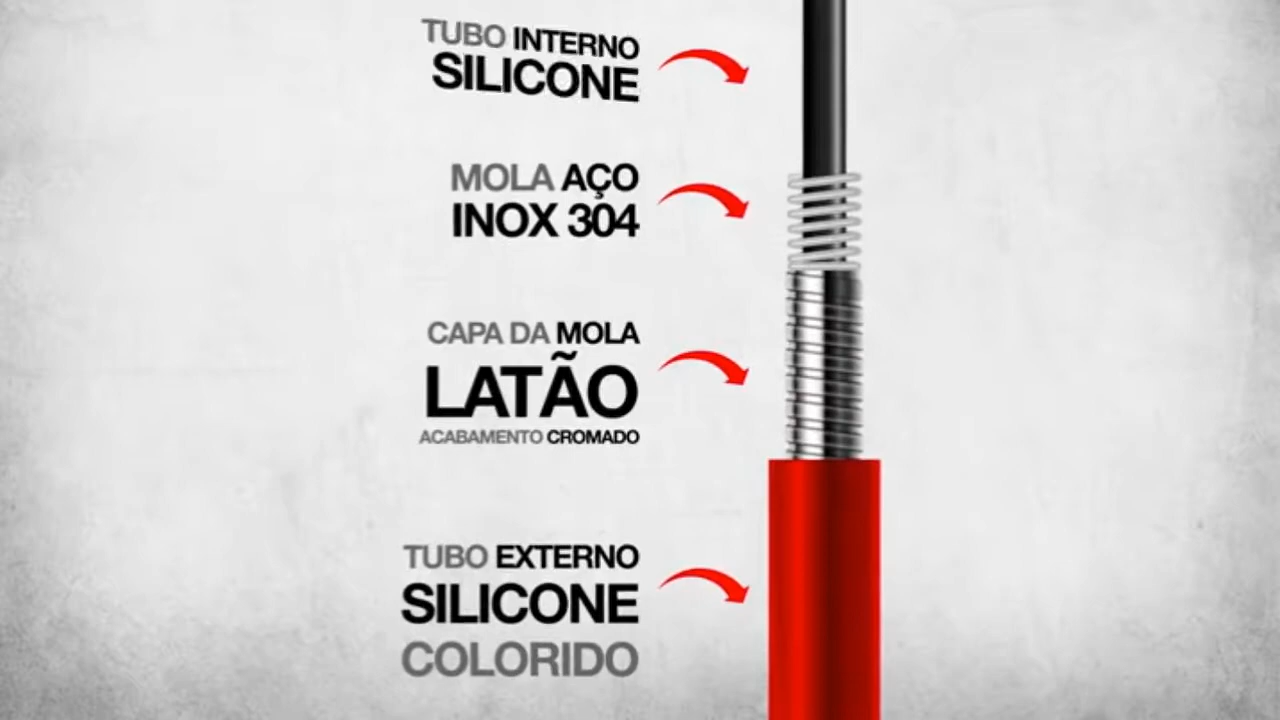 TUBO INTERNO
SILICONE
MOLA AÇO
INOX 304
CAPA DA MOLA
LATÃO
ACABAMENTO CROMADO
TUBO EXTERNO
SILICONE
COLORIDO